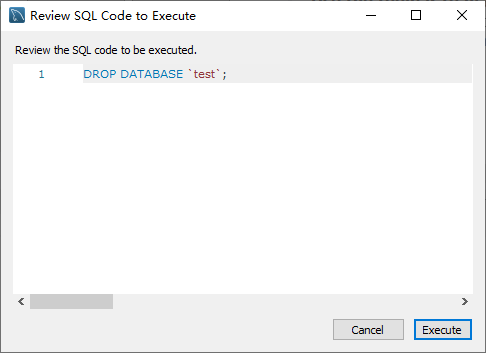 Review SQL Code to Execute
Review the SQL code to be executed.
1 DROP DATABASE `test`;
Cancel Execute